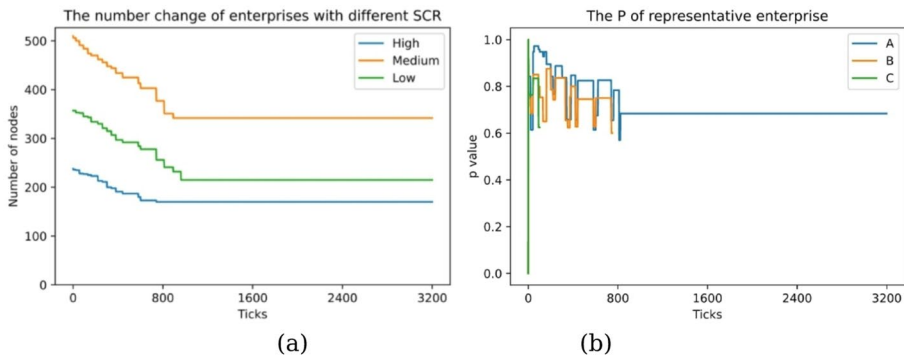 The number change of enterprises with different SCR
500
400
300
200
100
0
Number of nodes
High
Medium
Low
0
800
1600
2400
3200
Ticks
(a)
The P of representative enterprise
1.0
0.8
0.6
0.4
0.2
0.0
p value
A
B
C
0
800
1600
2400
3200
Ticks
(b)